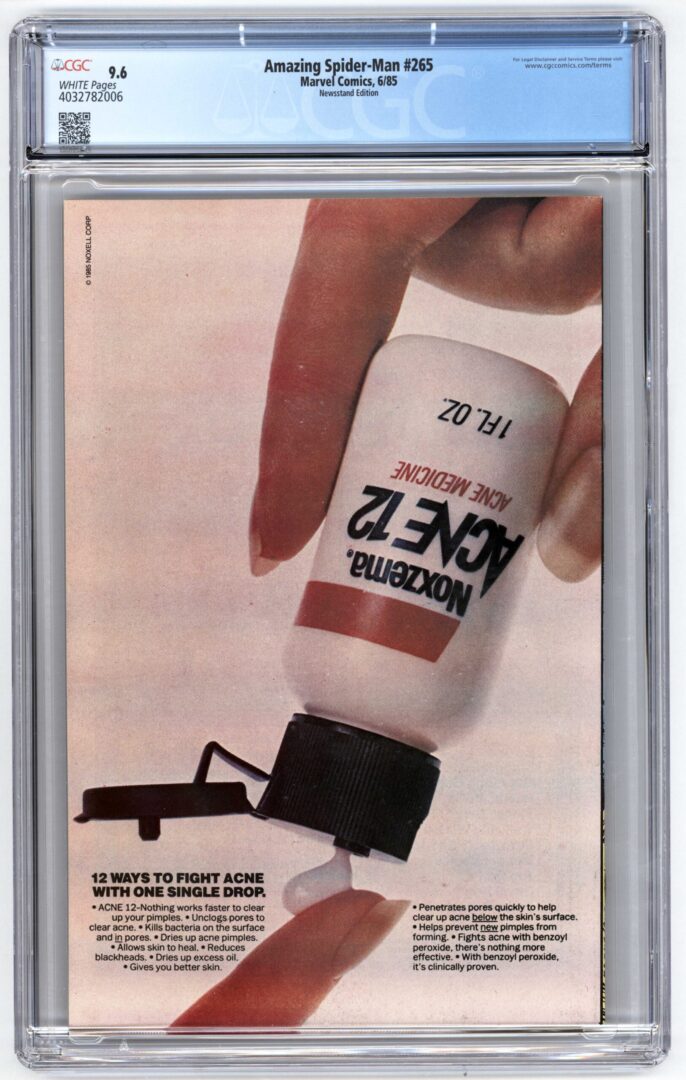 CGC 9.6
WHITE Pages
4032782006
Amazing Spider-Man #265
Marvel Comics, 6/85
Newsstand Edition
For Legal Disclaimer and Service Terms please visit:
www.cgccomics.com/terms
CGC
© 1985 NOXELL CORP
1 FL. OZ.
ACNE MEDICINE
ACNE 12
Noxzema®
12 WAYS TO FIGHT ACNE
WITH ONE SINGLE DROP.
• ACNE 12-Nothing works faster to clear
up your pimples. • Unclogs pores to
clear acne. • Kills bacteria on the surface
and in pores. • Dries up acne pimples.
• Allows skin to heal. • Reduces
blackheads. • Dries up excess oil.
• Gives you better skin.
• Penetrates pores quickly to help
clear up acne below the skin's surface.
• Helps prevent new pimples from
forming. • Fights acne with benzoyl
peroxide, there's nothing more
effective. • With benzoyl peroxide,
it's clinically proven.